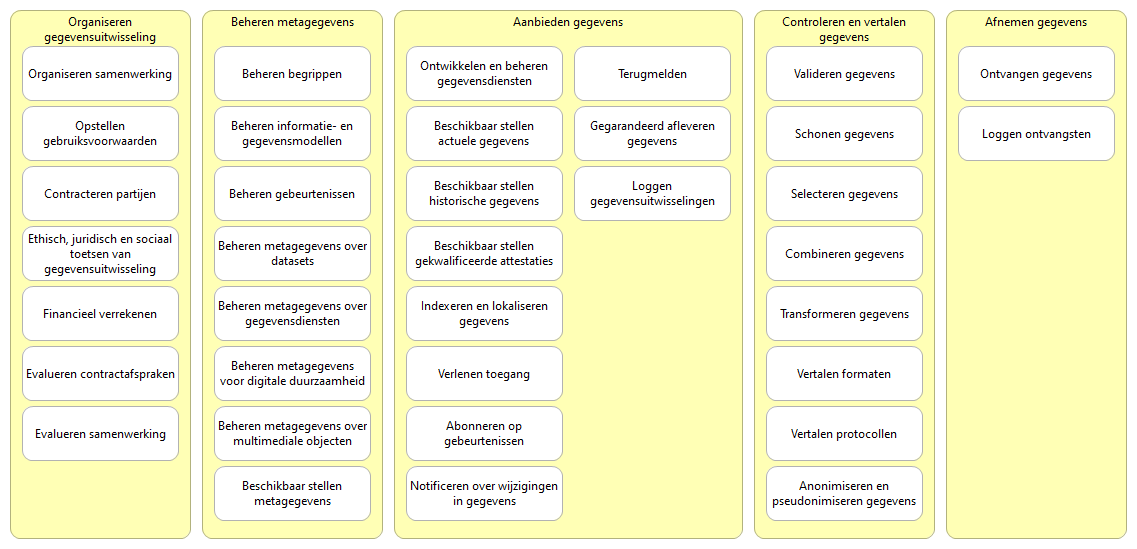 Organiseren
gegevensuitwisseling
Organiseren samenwerking
Opstellen
gebruiksvoorwaarden
Contracteren partijen
Ethisch, juridisch en sociaal
toetsen van
gegevensuitwisseling
Financieel verrekenen
Evalueren contractafspraken
Evalueren samenwerking
Beheren metagegevens
Beheren begrippen
Beheren informatie- en
gegevensmodellen
Beheren gebeurtenissen
Beheren metagegevens over
datasets
Beheren metagegevens over
gegevensdiensten
Beheren metagegevens
voor digitale duurzaamheid
Beheren metagegevens over
multimediale objecten
Beschikbaar stellen
metagegevens
Aanbieden gegevens
Ontwikkelen en beheren
gegevensdiensten
Beschikbaar stellen
actuele gegevens
Beschikbaar stellen
historische gegevens
Beschikbaar stellen
gekwalificeerde attestaties
Indexeren en lokaliseren
gegevens
Verlenen toegang
Abonneren op
gebeurtenissen
Notificeren over wijzigingen
in gegevens
Terugmelden
Gegarandeerd afleveren
gegevens
Loggen
gegevensuitwisselingen
Controleren en vertalen
gegevens
Valideren gegevens
Schonen gegevens
Selecteren gegevens
Combineren gegevens
Transformeren gegevens
Vertalen formaten
Vertalen protocollen
Anonimiseren en
pseudonimiseren gegevens
Afnemen gegevens
Ontvangen gegevens
Loggen ontvangsten